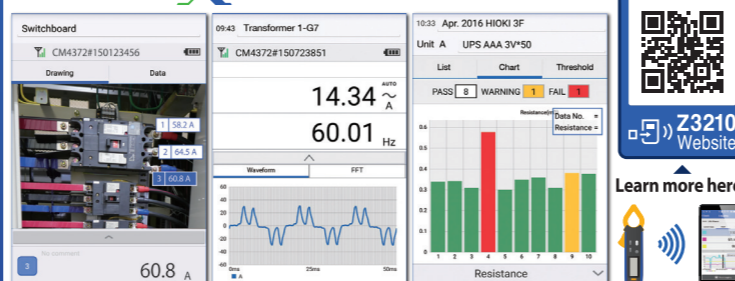 Switchboard
CM4372#150123456
Drawing
Data
1 58.2 A
2 64.5 A
3 60.8 A
No comment
3
60.8 A
09:43 Transformer 1-G7
CM4372#150723851
14.34 AUTO ~ A
60.01 Hz
Waveform
FFT
60
40
20
0
-20
-40
-60
0ms
25ms
50ms
A
10:33 Apr. 2016 HIOKI 3F
Unit A UPS AAA 3V*50
List
Chart
Threshold
PASS 8 WARNING 1 FAIL 1
Data No. =
Resistance =
0.6
0.5
0.4
0.3
0.2
0.1
0
1 2 3 4 5 6 7 8 9 10
Resistance
Z3210
Website
Learn more here